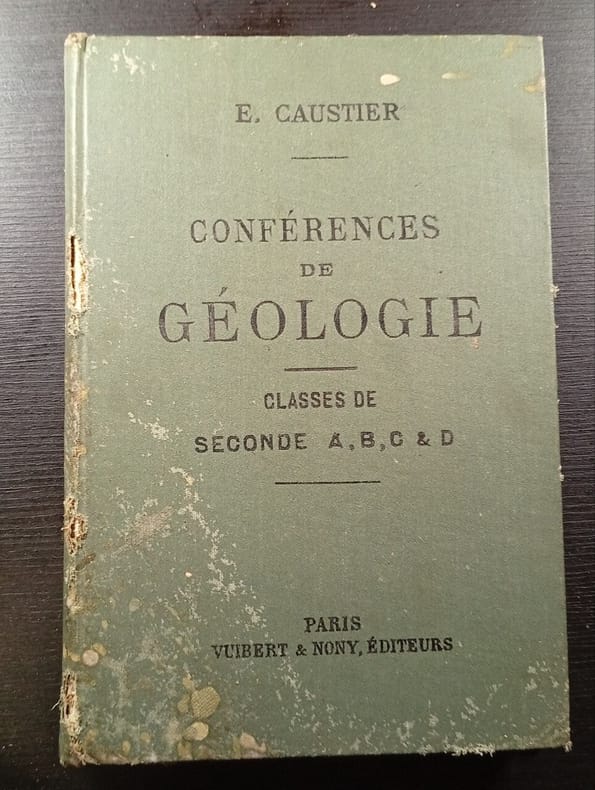 E. CAUSTIER
CONFÉRENCES
DE
GÉOLOGIE
CLASSES DE
SECONDE A, B, C & D
PARIS
VUIBERT & NONY, ÉDITEURS